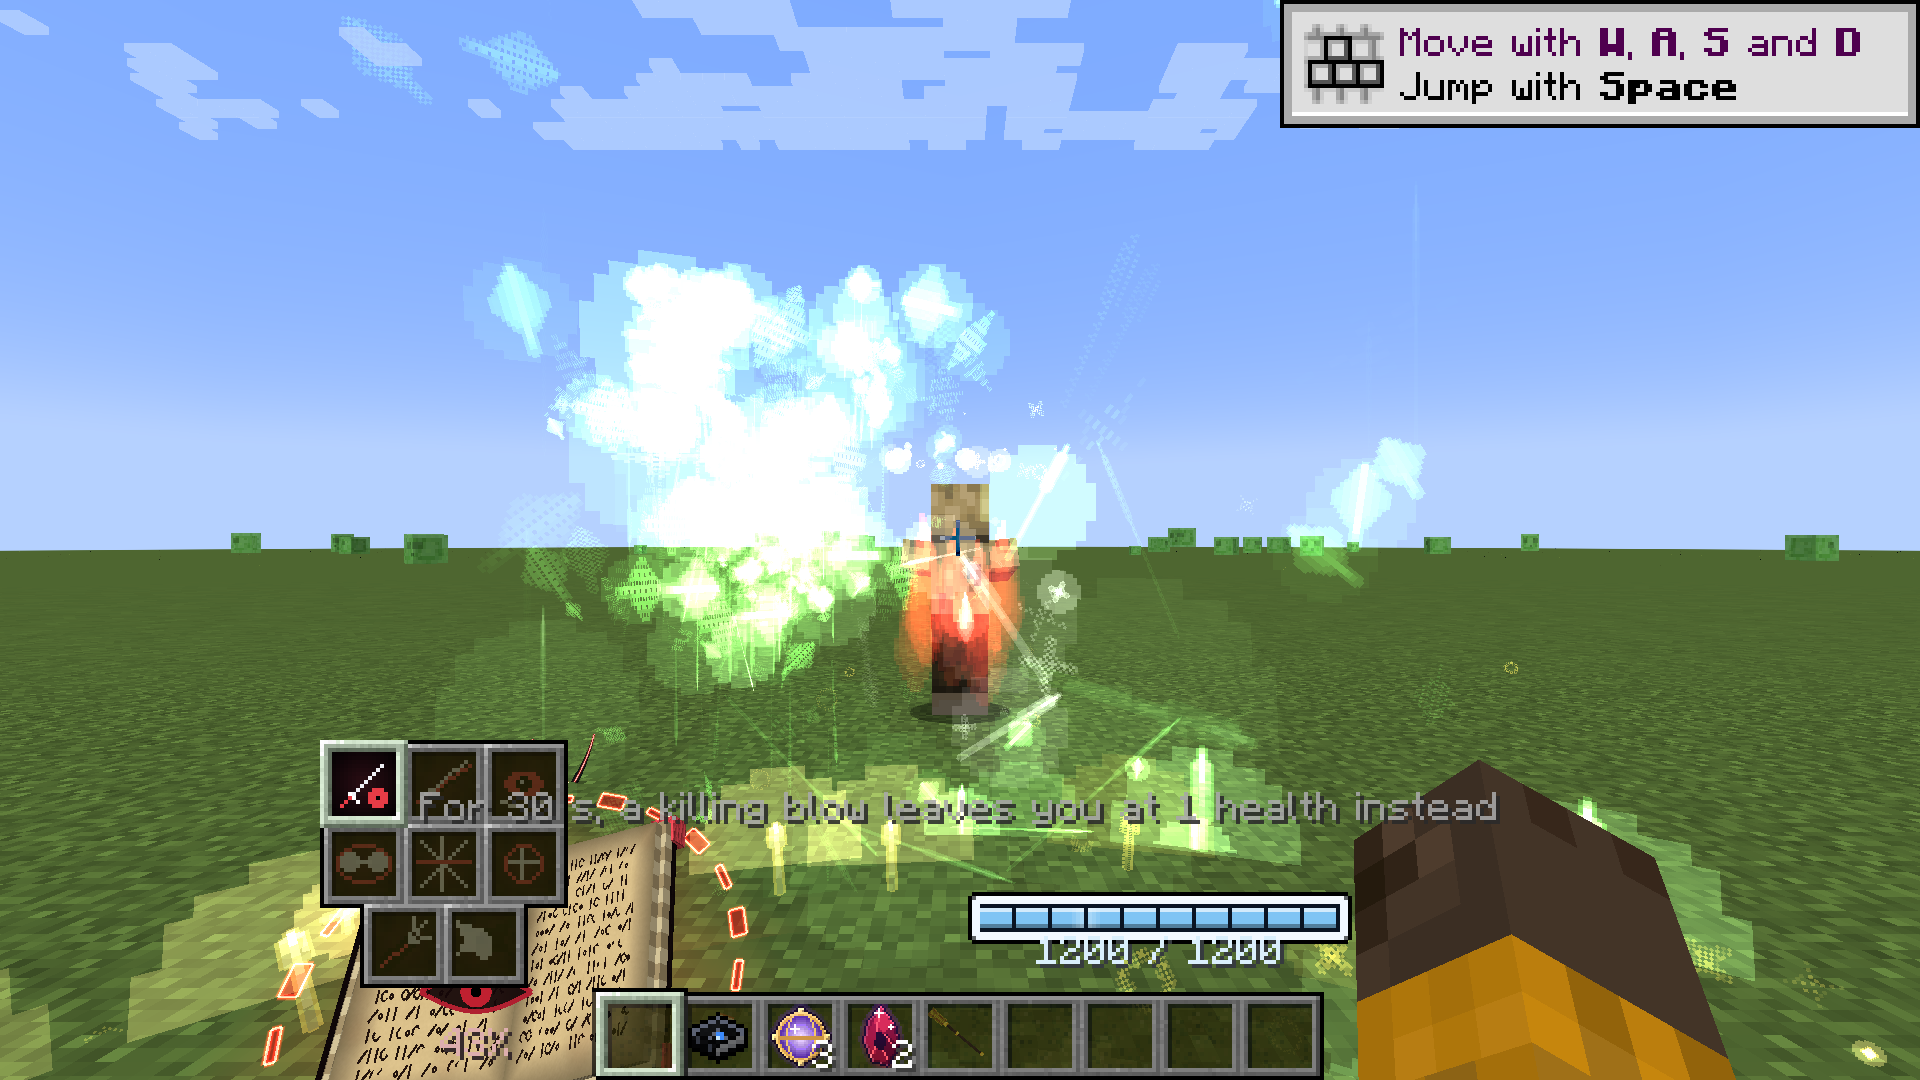 Move with W, A, S and D
Jump with Space
For 30 s, a killing blow leaves you at 1 health instead
1200 / 1200
3
2